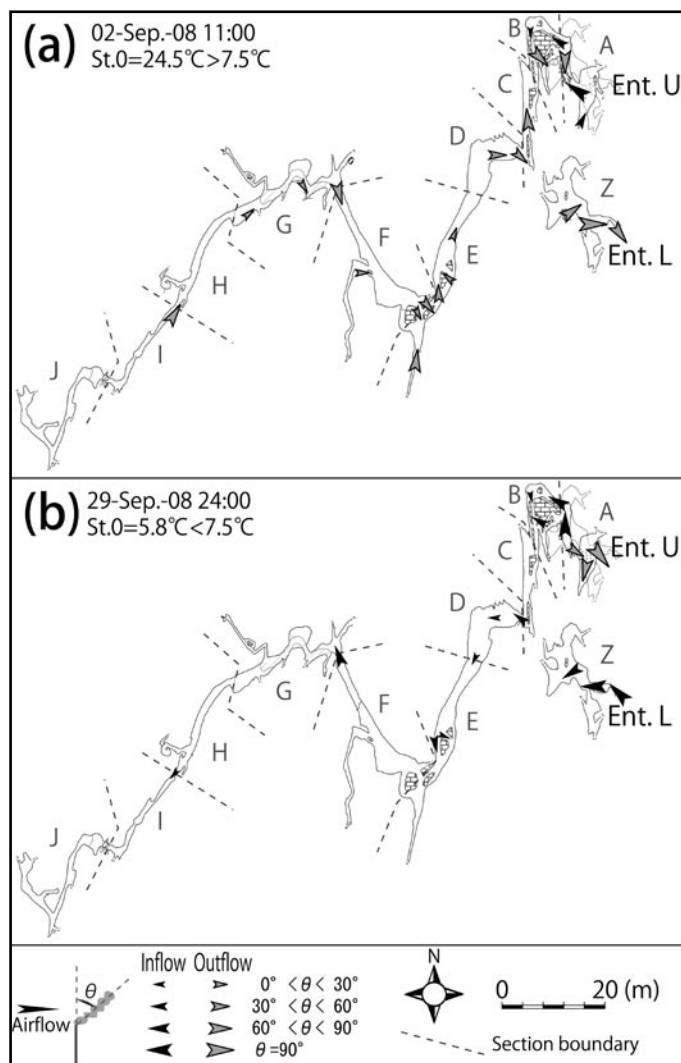 (a) 02-Sep.-08 11:00
St.0=24.5℃>7.5℃
B
A
Ent. U
C
D
Z
Ent. L
G
F
E
H
I
J
(b) 29-Sep.-08 24:00
St.0=5.8℃<7.5℃
B
A
Ent. U
C
D
Z
Ent. L
G
F
E
H
I
J
Inflow Outflow
0° < θ < 30°
30° < θ < 60°
60° < θ < 90°
θ=90°
θ
Airflow
N
0 20 (m)
Section boundary